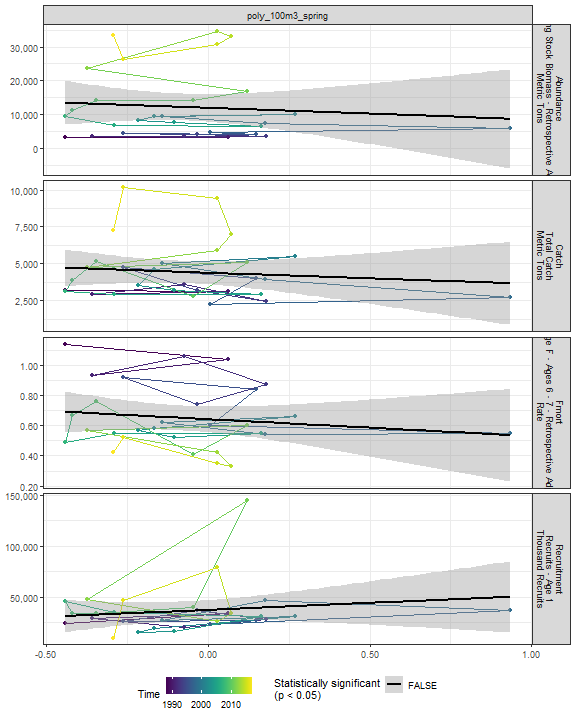 poly_100m3_spring
30,000
20,000
10,000
0
Abundance
Stock Biomass - Retrospective
Metric Tons
10,000
7,500
5,000
2,500
Catch
Total Catch
Metric Tons
1.00
0.80
0.60
0.40
0.20
Fmort
F - Ages 6 - 7 - Retrospective
Rate
150,000
100,000
50,000
Recruitment
Recruits - Age 1
Thousand Recruits
-0.50
0.00
0.50
1.00
Time
1990 2000 2010
Statistically significant
(p < 0.05)
FALSE